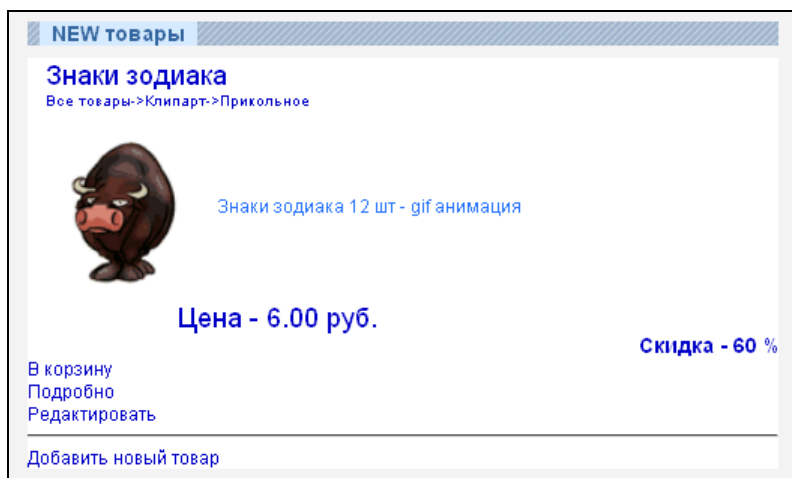 NEW товары
Знаки зодиака
Все товары->Клипарт->Прикольное
Знаки зодиака 12 шт - gif анимация
Цена - 6.00 руб.
Скидка - 60 %
В корзину
Подробно
Редактировать
Добавить новый товар